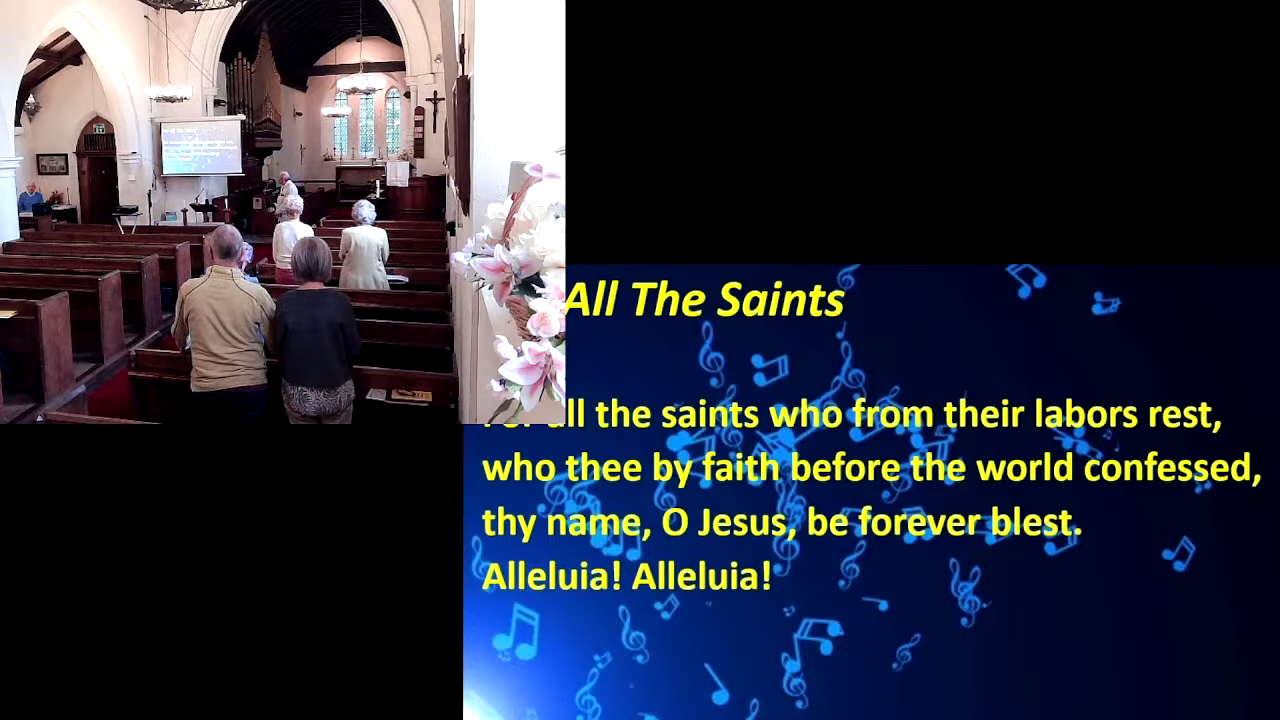 All The Saints
all the saints who from their labors rest,
who thee by faith before the world confessed,
thy name, O Jesus, be forever blest.
Alleluia! Alleluia!